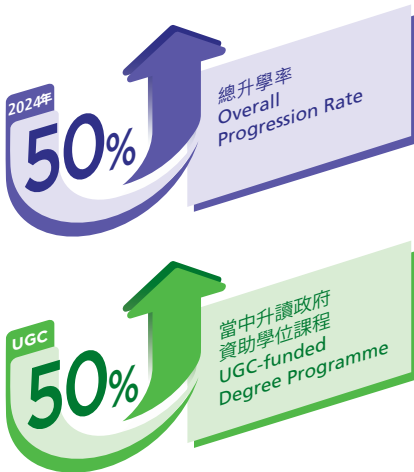 2024年
50%
總升學率
Overall
Progression Rate
UGC
50%
當中升讀政府
資助學位課程
UGC-funded
Degree Programme